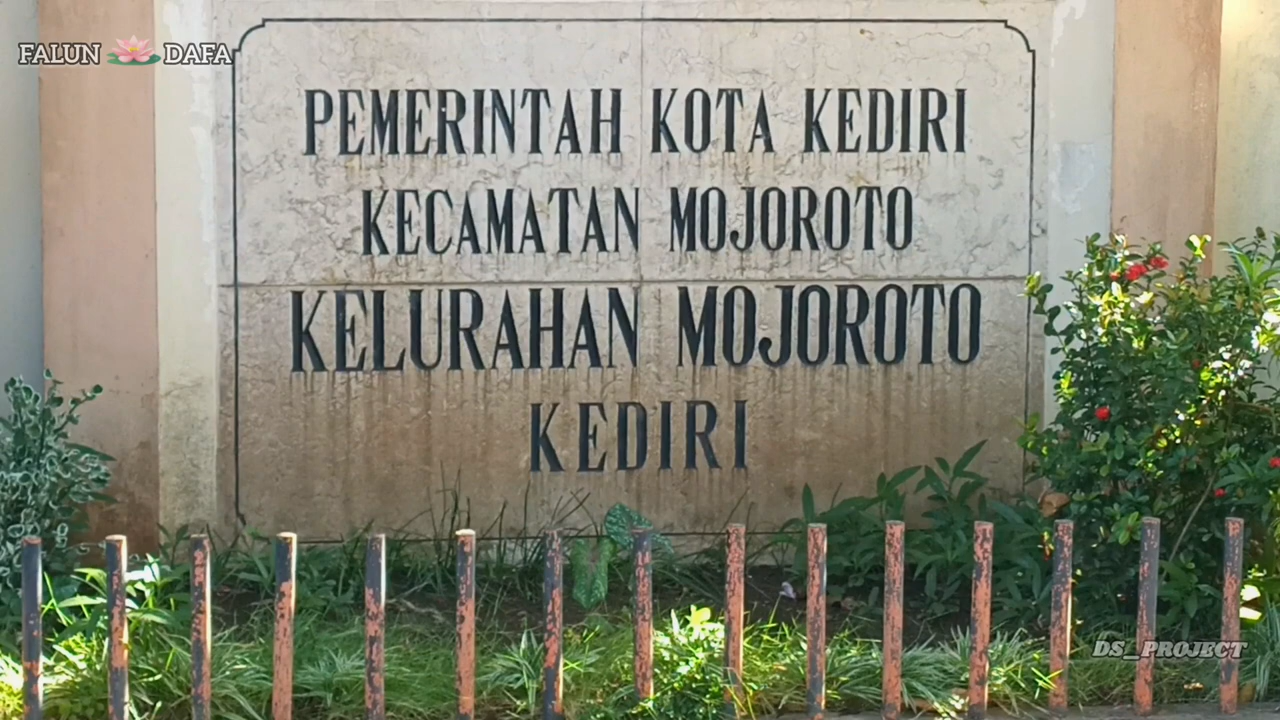 FALUN DAFA
PEMERINTAH KOTA KEDIRI
KECAMATAN MOJOROTO
KELURAHAN MOJOROTO
KEDIRI
DS_PROJECT